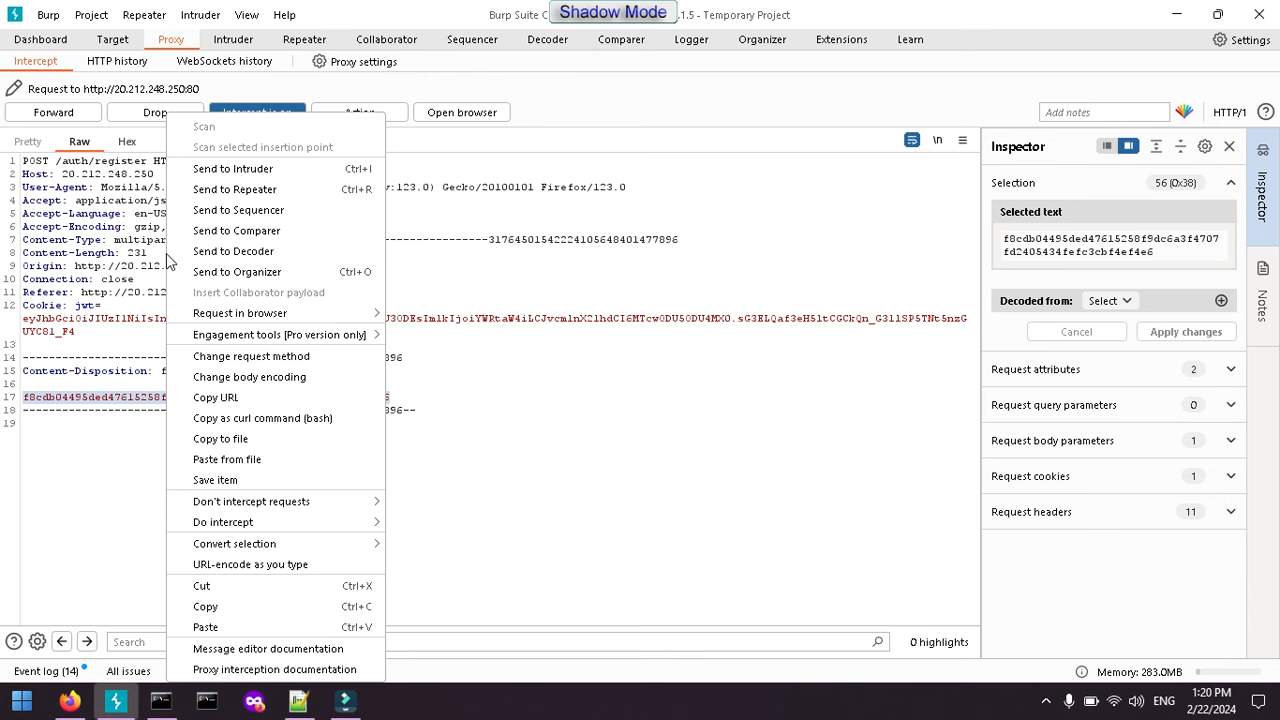 Burp Project Repeater Intruder View Help
Burp Suite C
Shadow Mode
.1.5 - Temporary Project
Dashboard Target Proxy Intruder Repeater Collaborator Sequencer Decoder Comparer Logger Organizer Extensions Learn Settings
Intercept HTTP history WebSockets history Proxy settings
Request to http://20.212.248.250:80
Forward Drop Intercept is on Action Open browser Add notes HTTP/1
Pretty Raw Hex \n
1 POST /auth/register HT
2 Host: 20.212.248.250
3 User-Agent: Mozilla/5. y:123.0) Gecko/20100101 Firefox/123.0
4 Accept: application/js
5 Accept-Language: en-US
6 Accept-Encoding: gzip,
7 Content-Type: multipar ------------------31764501542224105648401477896
8 Content-Length: 231
9 Origin: http://20.212.
10 Connection: close
11 Referer: http://20.212
12 Cookie: jwt=
UYC81_F4
13
14 896
15 Content-Disposition: f
16
17 f8cdb04495ded47615258f 6
18 896--
19
Scan
Scan selected insertion point
Send to Intruder Ctrl+I
Send to Repeater Ctrl+R
Send to Sequencer
Send to Comparer
Send to Decoder
Send to Organizer Ctrl+O
Insert Collaborator payload
Request in browser
Engagement tools [Pro version only]
Change request method
Change body encoding
Copy URL
Copy as curl command (bash)
Copy to file
Paste from file
Save item
Don't intercept requests
Do intercept
Convert selection
URL-encode as you type
Cut Ctrl+X
Copy Ctrl+C
Paste Ctrl+V
Message editor documentation
Proxy interception documentation
Inspector
Selection 56 (0x38)
Selected text
f8cdb04495ded47615258f9dc6a3f4707
fd2405434fefc3cbf4ef4e6
Decoded from: Select
Cancel Apply changes
Request attributes 2
Request query parameters 0
Request body parameters 1
Request cookies 1
Request headers 11
Inspector
Notes
Search 0 highlights
Event log (14) All issues Memory: 283.0MB
ENG
1:20 PM
2/22/2024